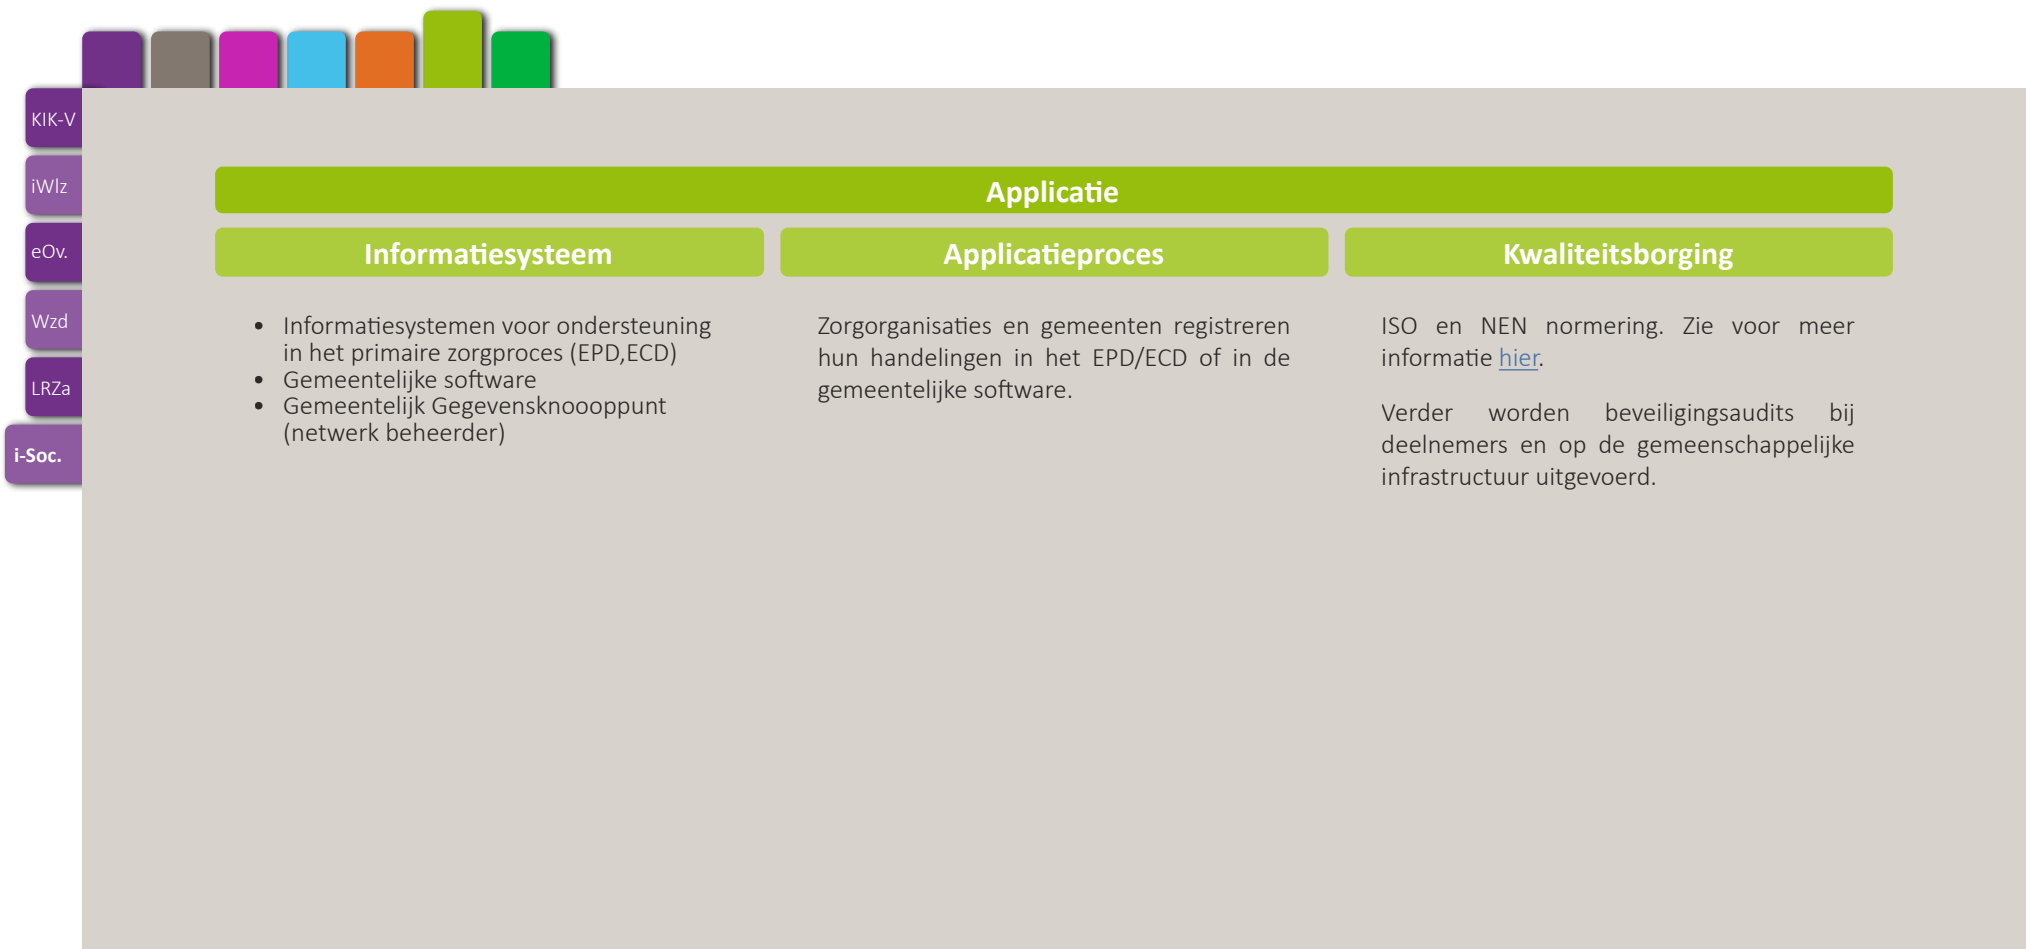 KIK-V
iWlz
eOv.
Wzd
LRZa
i-Soc.
Applicatie
Informatiesysteem
• Informatiesystemen voor ondersteuning
in het primaire zorgproces (EPD,ECD)
• Gemeentelijke software
• Gemeentelijk Gegevensknoooppunt
(netwerk beheerder)
Applicatieproces
Zorgorganisaties en gemeenten registreren
hun handelingen in het EPD/ECD of in de
gemeentelijke software.
Kwaliteitsborging
ISO en NEN normering. Zie voor meer
informatie hier.
Verder worden beveiligingsaudits bij
deelnemers en op de gemeenschappelijke
infrastructuur uitgevoerd.